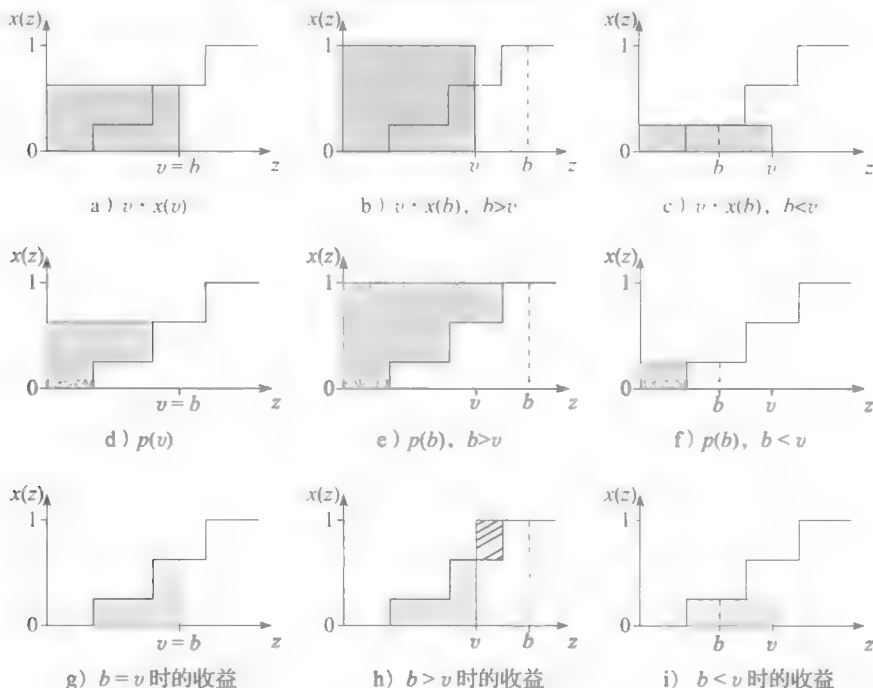 x(z) x(z) x(z)
1 1 1
0 0 0
v = b z v b z b v z
a) v · x(v) b) v · x(b), b>v c) v · x(b), b<v
x(z) x(z) x(z)
1 1 1
0 0 0
v = b z v b z b v z
d) p(v) e) p(b), b>v f) p(b), b < v
x(z) x(z) x(z)
1 1 1
0 0 0
v = b z v b z b v z
g) b = v 时的收益 h) b > v 时的收益 i) b < v 时的收益